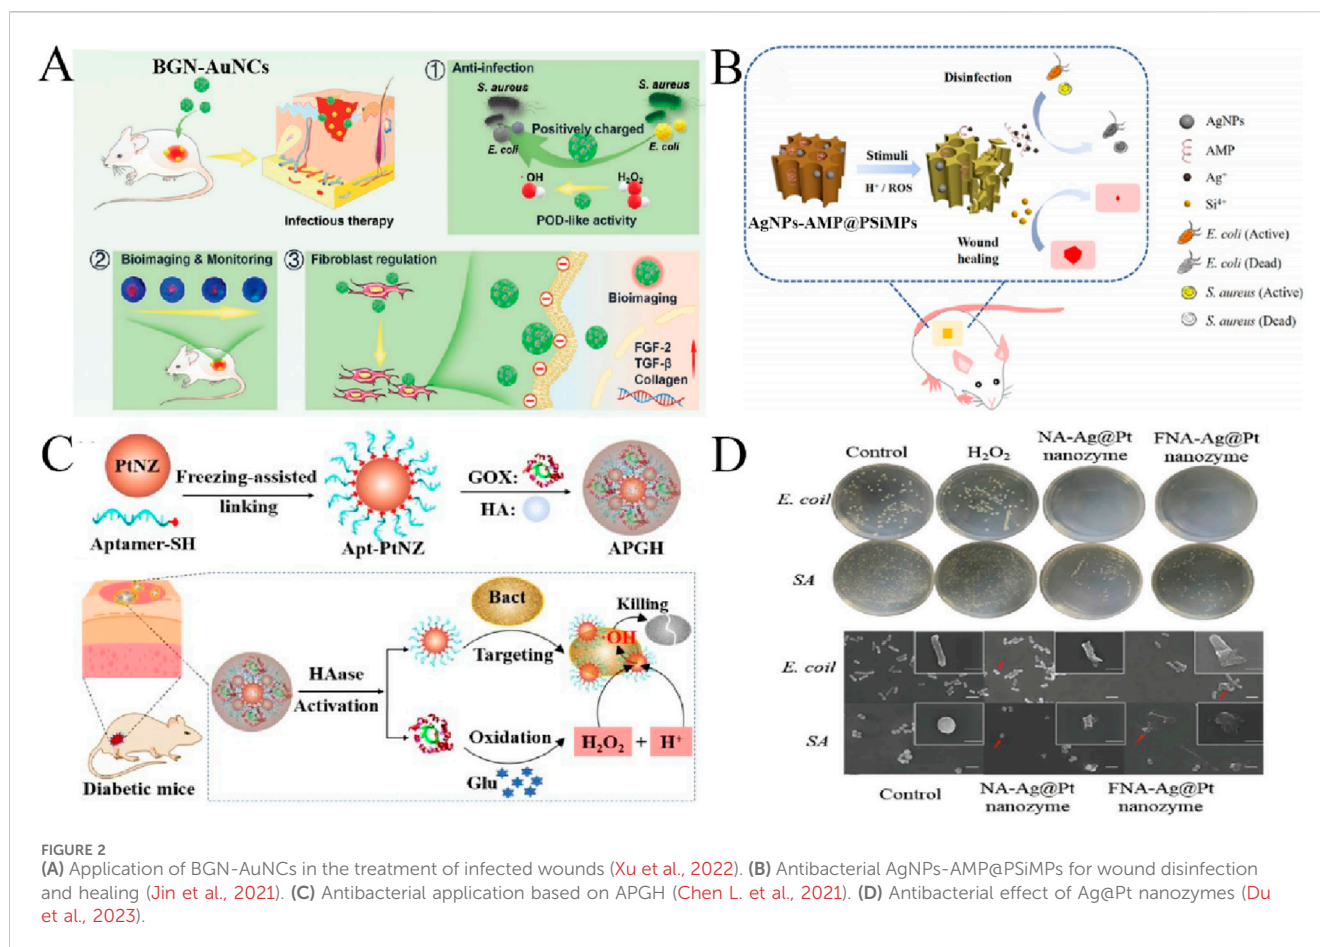 A
BGN-AuNCs
Infectious therapy
① Anti-infection
S. aureus
S. aureus
Positively charged
E. coli
E. coli
· OH
H₂O₂
POD-like activity
② Bioimaging & Monitoring
③ Fibroblast regulation
Bioimaging
FGF-2
TGF-β
Collagen
B
Disinfection
Stimuli
H⁺ / ROS
AgNPs-AMP@PSiMPs
Wound
healing
AgNPs
AMP
Ag⁺
Si⁴⁺
E. coli (Active)
E. coli (Dead)
S. aureus (Active)
S. aureus (Dead)
C
PtNZ
Aptamer-SH
Freezing-assisted
linking
Apt-PtNZ
GOX:
HA:
APGH
Diabetic mice
HAase
Activation
Bact
Targeting
Killing
·OH
Oxidation
Glu
H₂O₂ + H⁺
D
Control
H₂O₂
NA-Ag@Pt
nanozyme
FNA-Ag@Pt
nanozyme
E. coil
SA
E. coil
SA
Control
NA-Ag@Pt
nanozyme
FNA-Ag@Pt
nanozyme
FIGURE 2
(A) Application of BGN-AuNCs in the treatment of infected wounds (Xu et al., 2022). (B) Antibacterial AgNPs-AMP@PSiMPs for wound disinfection
and healing (Jin et al., 2021). (C) Antibacterial application based on APGH (Chen L. et al., 2021). (D) Antibacterial effect of Ag@Pt nanozymes (Du
et al., 2023).